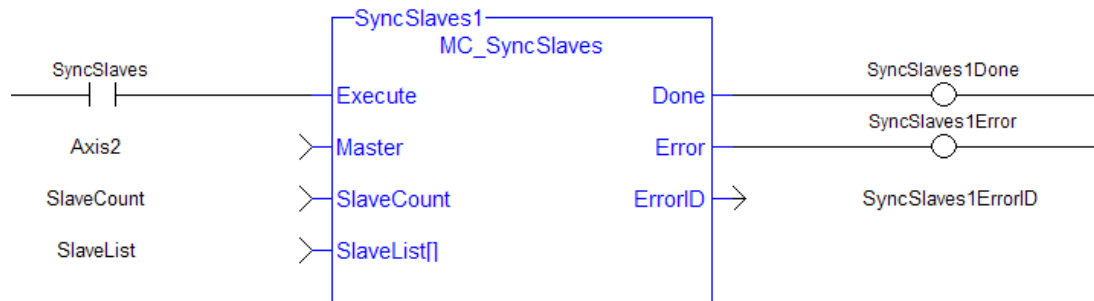 SyncSlaves1
MC_SyncSlaves
SyncSlaves
SyncSlaves1Done
Execute
Done
SyncSlaves1Error
Axis2
Master
Error
SlaveCount
SlaveCount
ErrorID
SyncSlaves1ErrorID
SlaveList
SlaveList[]